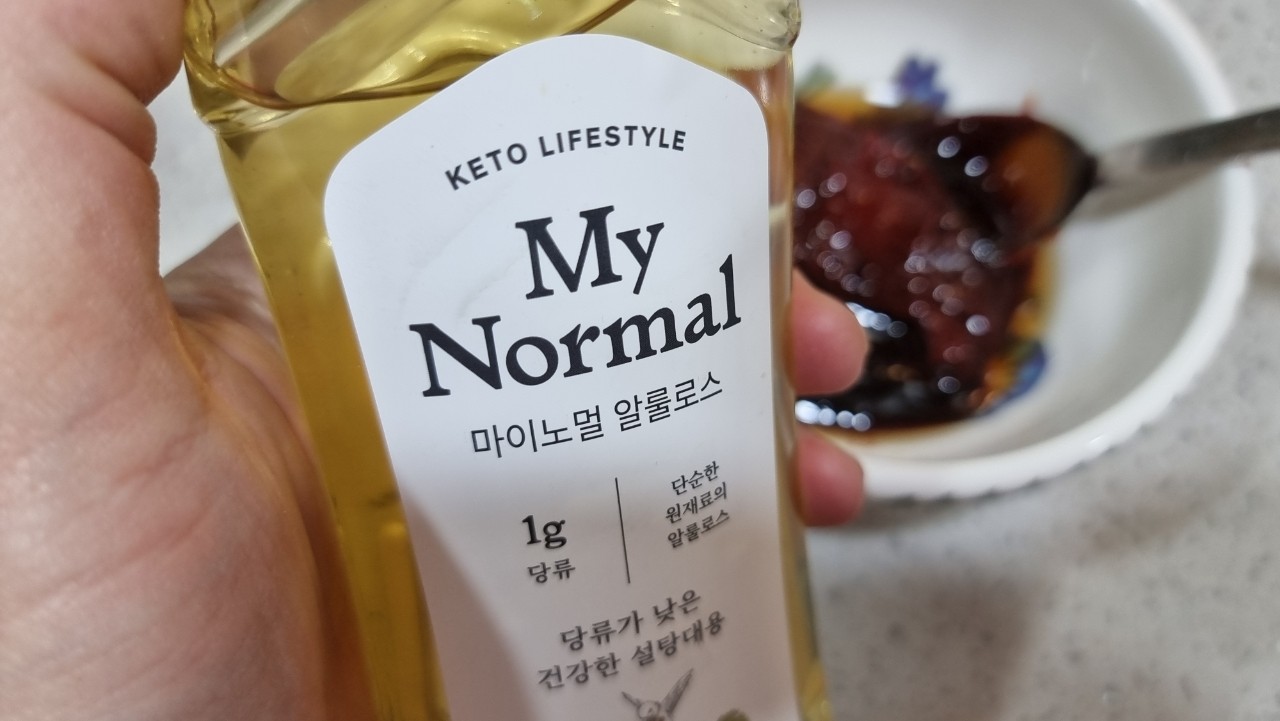 KETO LIFESTYLE
My
Normal
마이노멀 알룰로스
1g
당류
단순한
원재료의
알룰로스
당류가 낮은
건강한 설탕대용